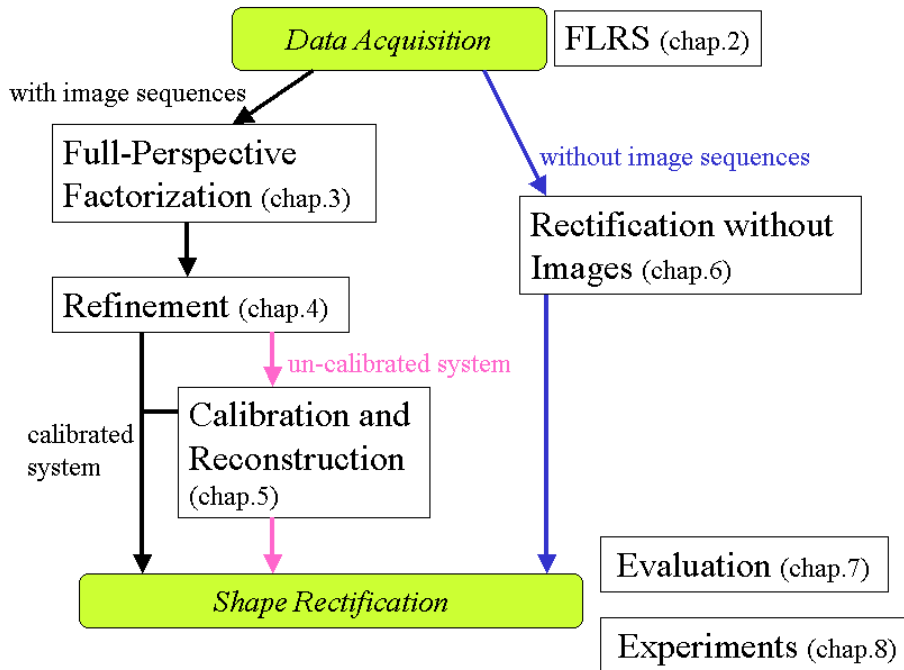 Data Acquisition
FLRS (chap.2)
with image sequences
Full-Perspective
Factorization (chap.3)
without image sequences
Rectification without
Images (chap.6)
Refinement (chap.4)
un-calibrated system
Calibration and
Reconstruction
(chap.5)
calibrated
system
Evaluation (chap.7)
Shape Rectification
Experiments (chap.8)